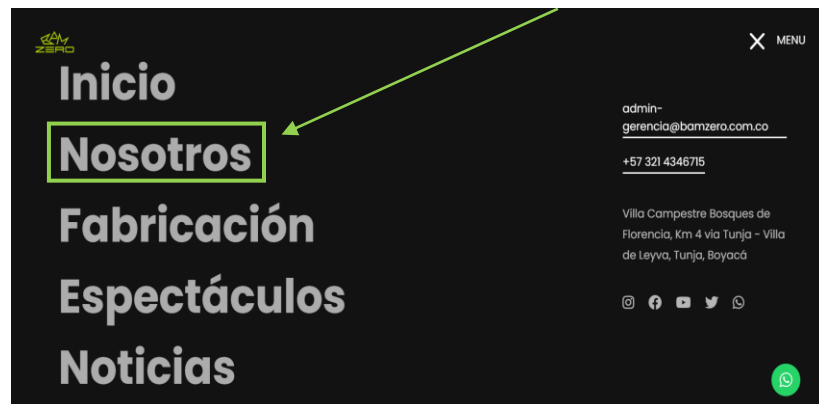 BAM
ZERO
MENU
Inicio
Nosotros
Fabricación
Espectáculos
Noticias
admin-
gerencia@bamzero.com.co
+57 321 4346715
Villa Campestre Bosques de
Florencia, Km 4 via Tunja - Villa
de Leyva, Tunja, Boyacá